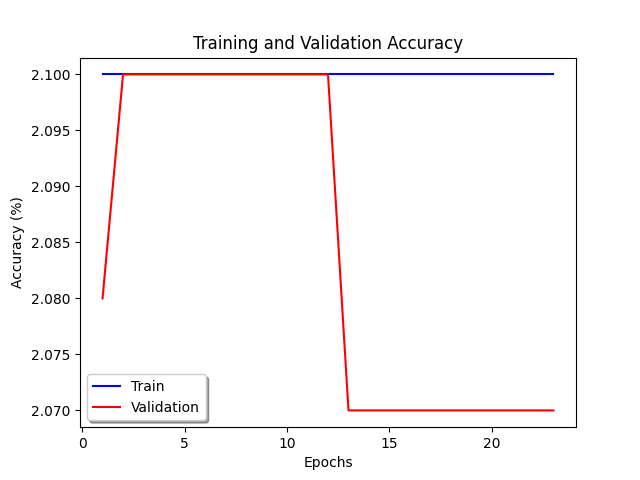 Training and Validation Accuracy
2.100
2.095
2.090
2.085
2.080
2.075
2.070
Accuracy (%)
Train
Validation
0
5
10
15
20
Epochs